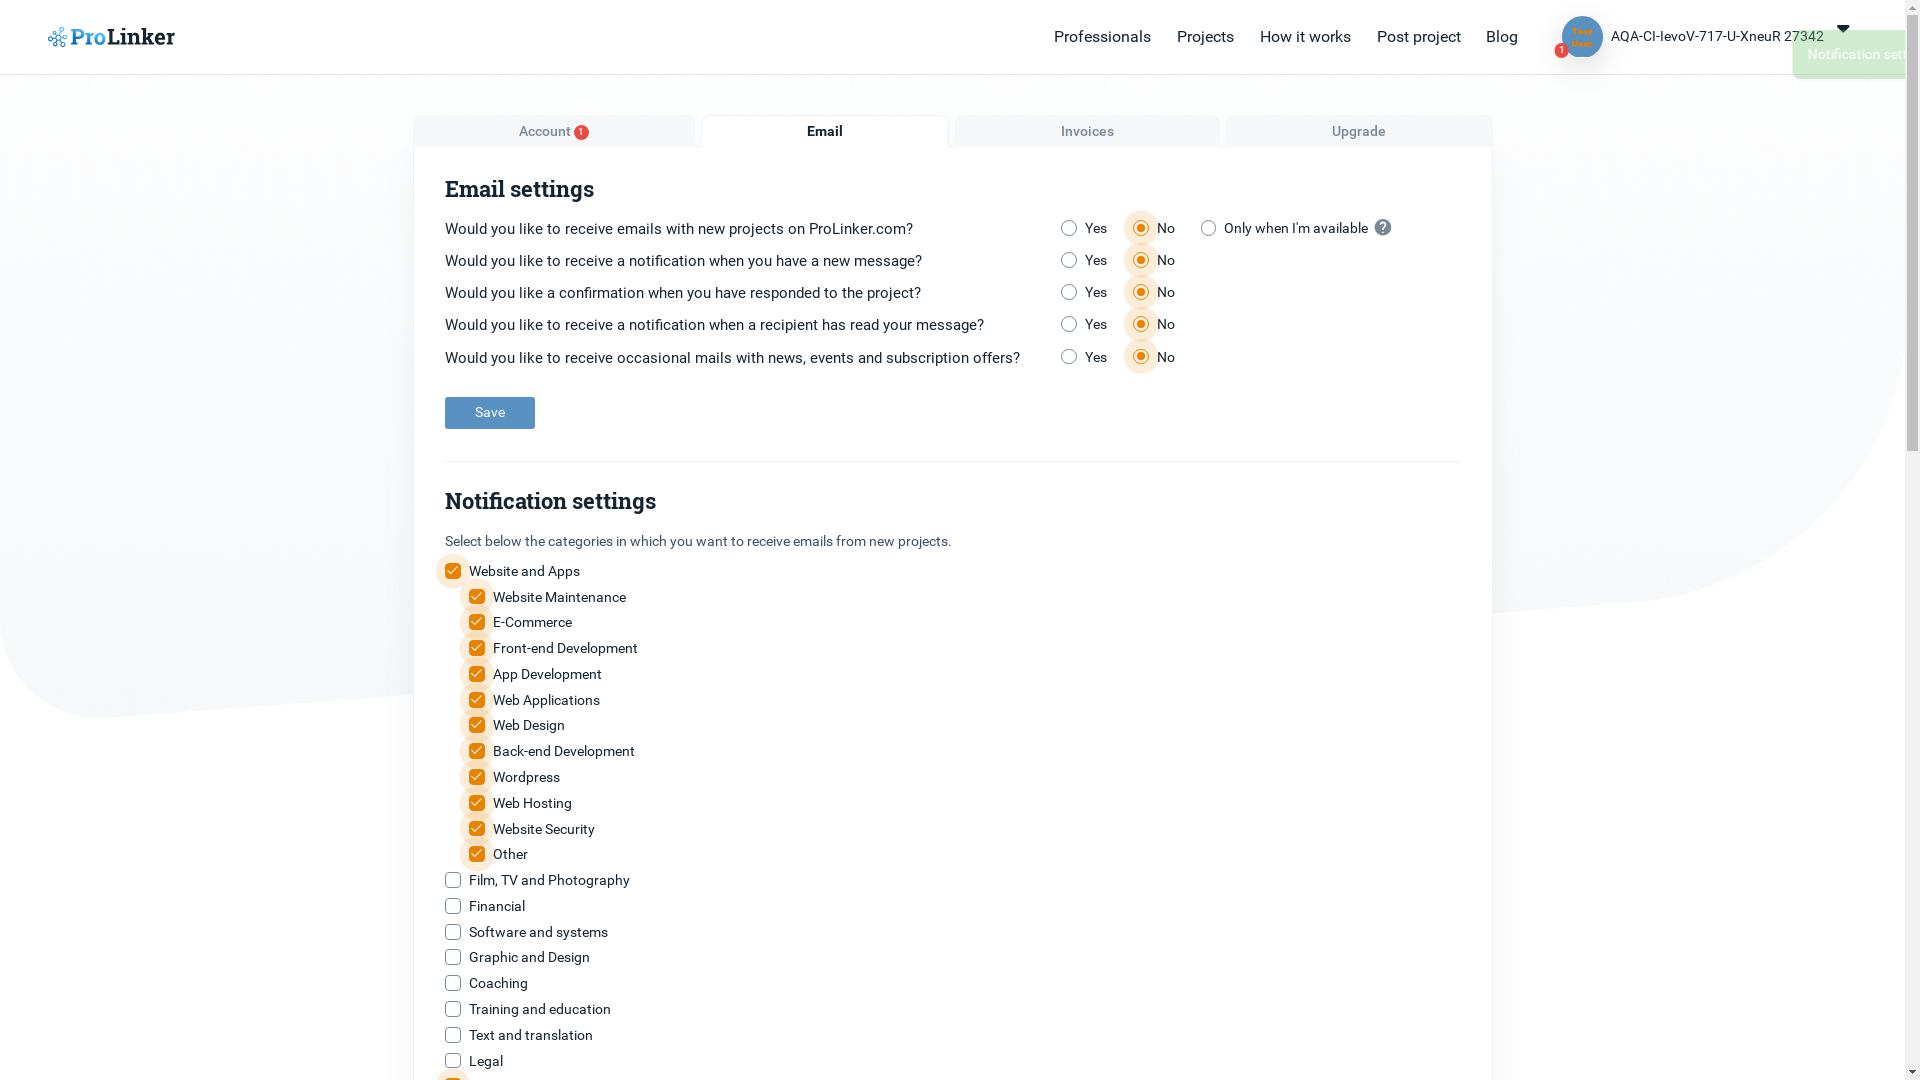 ProLinker
Professionals
Projects
How it works
Post project
Blog
1
AQA-CI-IevoV-717-U-XneuR 27342
Notification
Account 1
Email
Invoices
Upgrade
Email settings
Would you like to receive emails with new projects on ProLinker.com? Yes No Only when I'm available ?
Would you like to receive a notification when you have a new message? Yes No
Would you like a confirmation when you have responded to the project? Yes No
Would you like to receive a notification when a recipient has read your message? Yes No
Would you like to receive occasional mails with news, events and subscription offers? Yes No
Save
Notification settings
Select below the categories in which you want to receive emails from new projects.
Website and Apps
Website Maintenance
E-Commerce
Front-end Development
App Development
Web Applications
Web Design
Back-end Development
Wordpress
Web Hosting
Website Security
Other
Film, TV and Photography
Financial
Software and systems
Graphic and Design
Coaching
Training and education
Text and translation
Legal